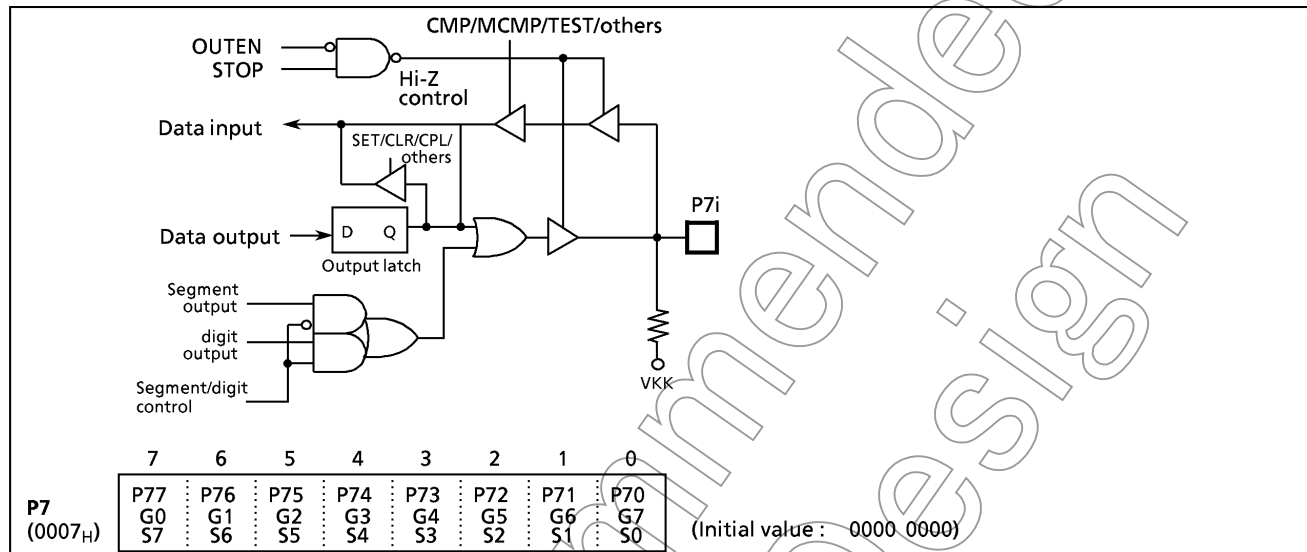 CMP/MCMP/TEST/others
OUTEN
STOP
Hi-Z
control
Data input
SET/CLR/CPL/
others
P7i
Data output
D Q
Output latch
Segment
output
digit
output
Segment/digit
control
VKK
7 6 5 4 3 2 1 0
P7 (0007H)
P77 P76 P75 P74 P73 P72 P71 P70
G0 G1 G2 G3 G4 G5 G6 G7
S7 S6 S5 S4 S3 S2 S1 S0
(Initial value : 0000 0000)
mmended
esign